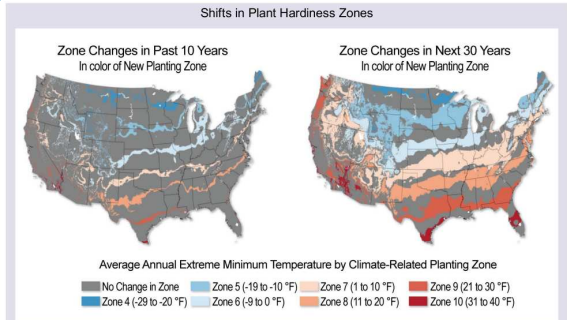 Shifts in Plant Hardiness Zones
Zone Changes in Past 10 Years
In color of New Planting Zone
Zone Changes in Next 30 Years
In color of New Planting Zone
Average Annual Extreme Minimum Temperature by Climate-Related Planting Zone
No Change in Zone
Zone 5 (-19 to -10 °F)
Zone 7 (1 to 10 °F)
Zone 9 (21 to 30 °F)
Zone 4 (-29 to -20 °F)
Zone 6 (-9 to 0 °F)
Zone 8 (11 to 20 °F)
Zone 10 (31 to 40 °F)